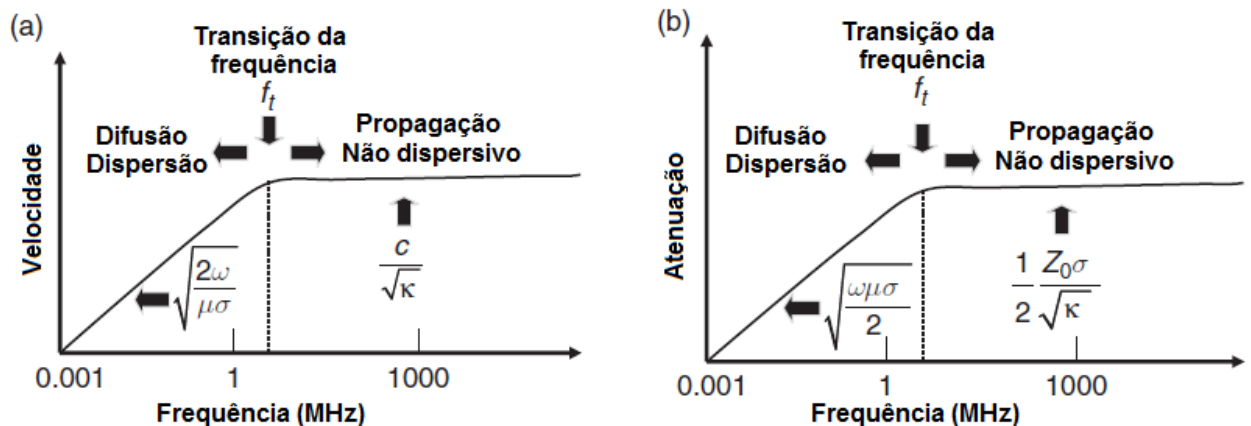 (a)
Transição da
frequência
f_t
Difusão
Dispersão
Propagação
Não dispersivo
Velocidade
√(2ω/μσ)
c/√κ
0.001
1
1000
Frequência (MHz)
(b)
Transição da
frequência
f_t
Difusão
Dispersão
Propagação
Não dispersivo
Atenuação
√(ωμσ/2)
1/2 Z₀σ/√κ
0.001
1
1000
Frequência (MHz)